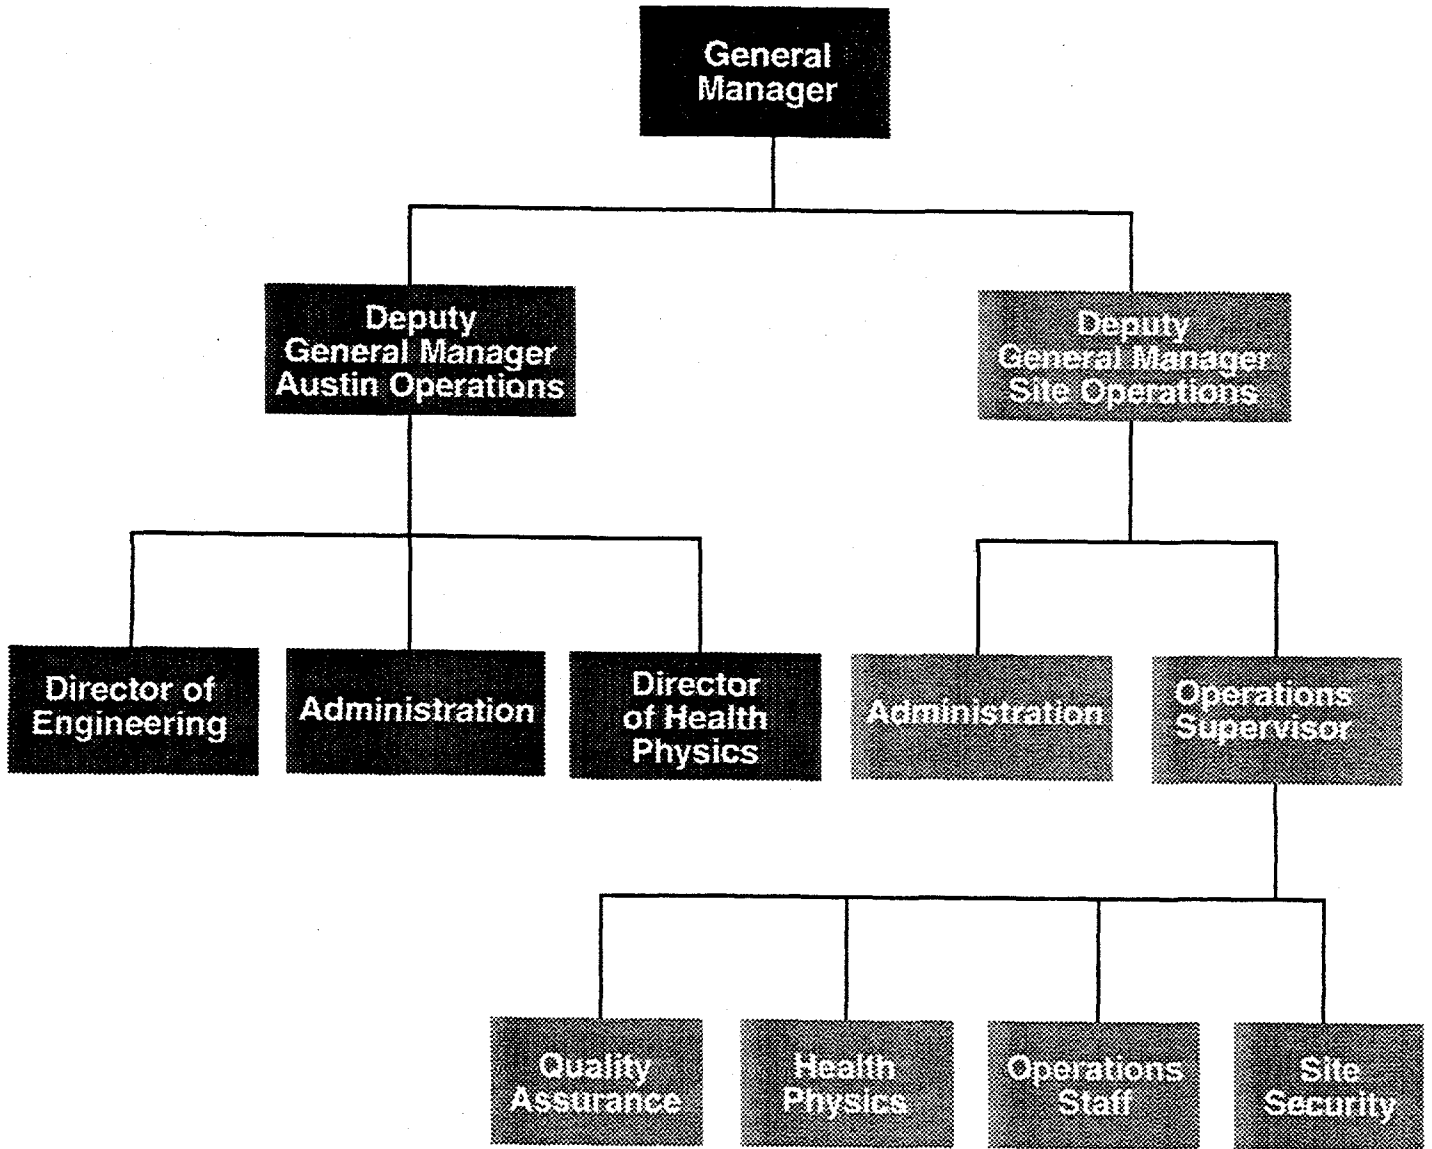 General
Manager
Deputy
General Manager
Austin Operations
Deputy
General Manager
Site Operations
Director of
Engineering
Administration
Director
of Health
Physics
Administration
Operations
Supervisor
Quality
Assurance
Health
Physics
Operations
Staff
Site
Security